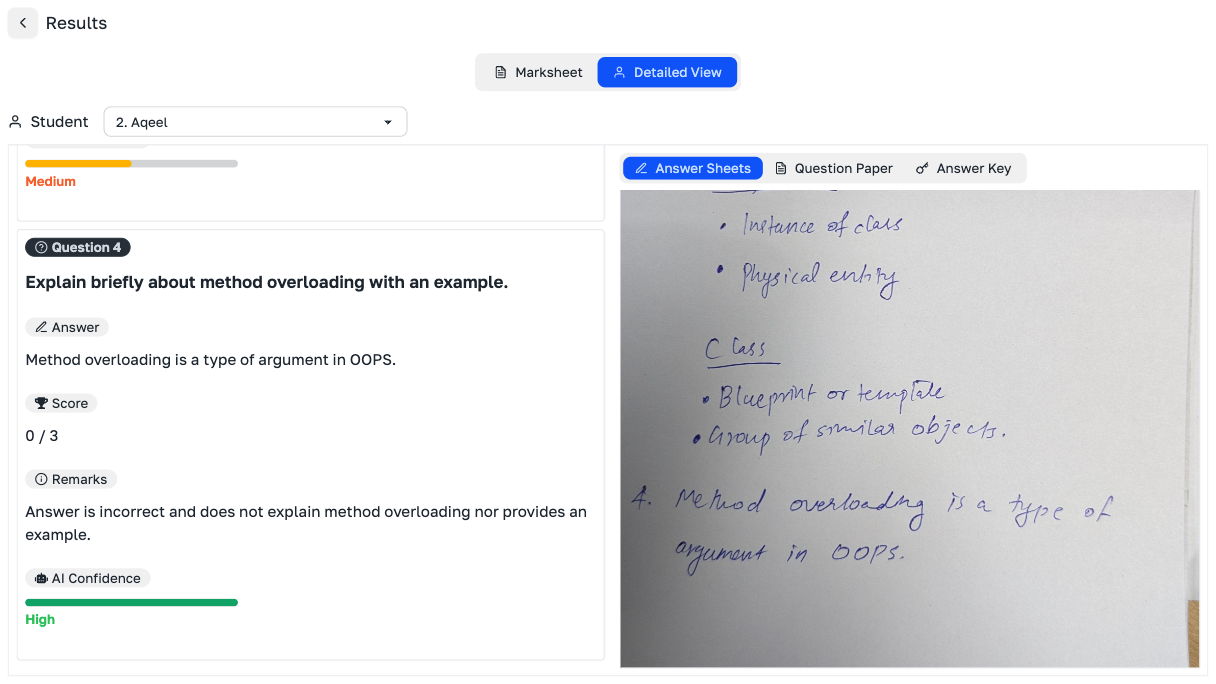 Results
Marksheet
Detailed View
Student
2. Aqeel
Medium
Question 4
Explain briefly about method overloading with an example.
Answer
Method overloading is a type of argument in OOPS.
Score
0 / 3
Remarks
Answer is incorrect and does not explain method overloading nor provides an
example.
AI Confidence
High
Answer Sheets
Question Paper
Answer Key
• Instance of class
• Physical entity
Class
• Blueprint or template
• Group of similar objects.
4. Method overloading is a type of
argument in OOPS.